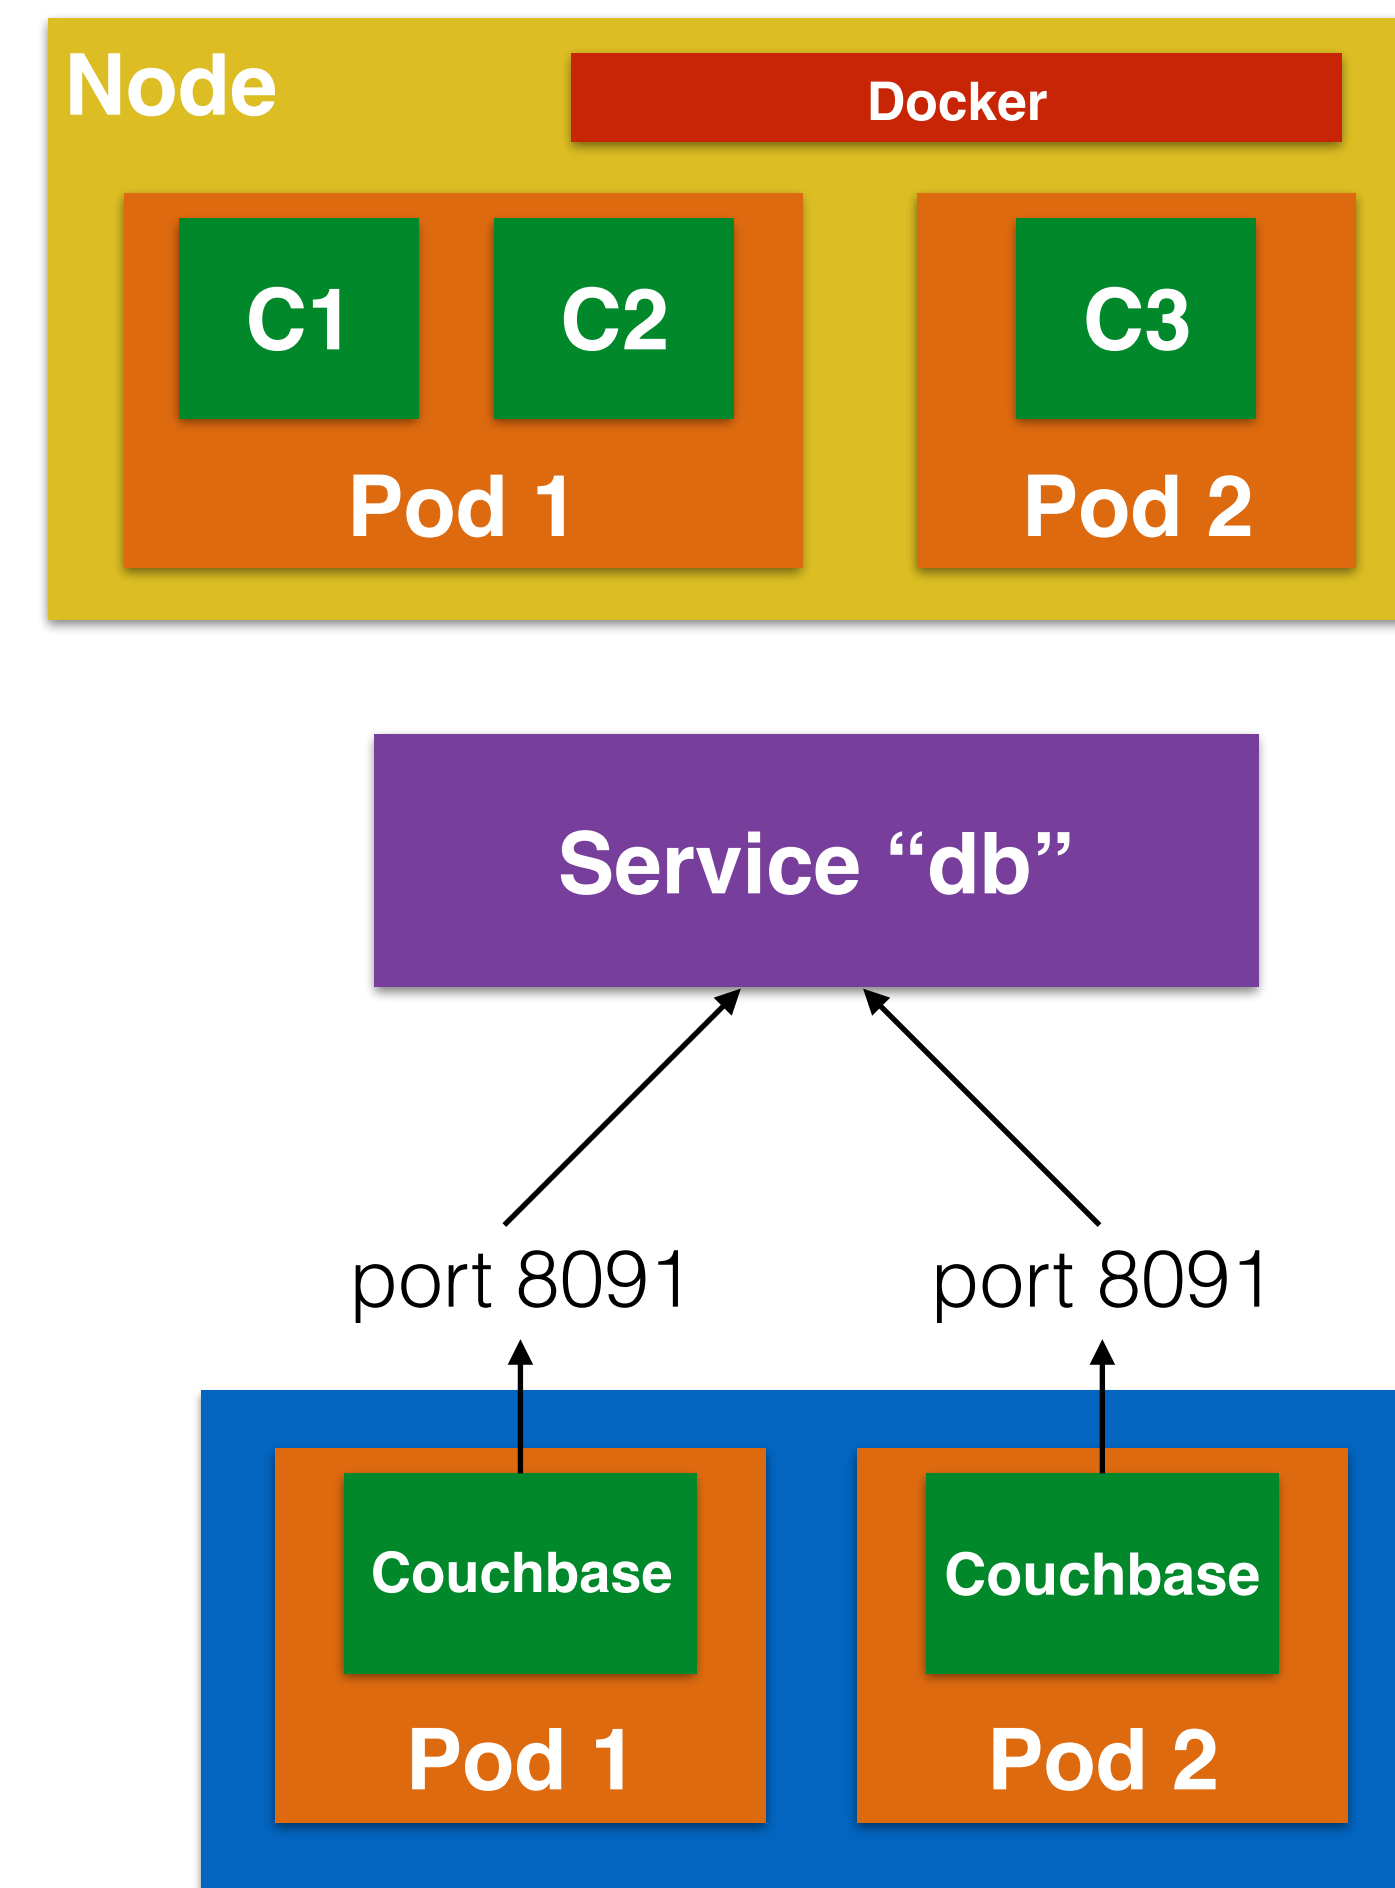 Node
Docker
C1
C2
C3
Pod 1
Pod 2
Service “db”
port 8091
port 8091
Couchbase
Couchbase
Pod 1
Pod 2